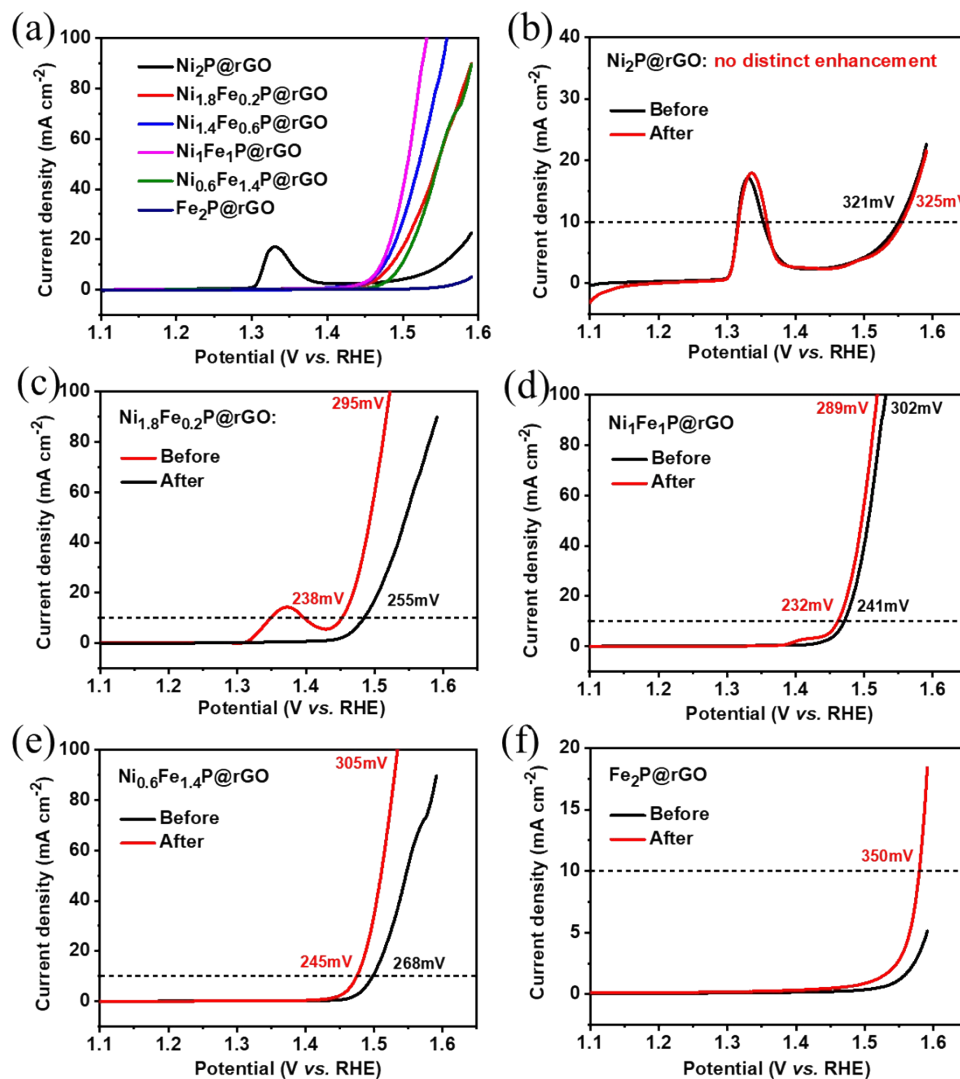 (a)
Ni2P@rGO
Ni1.8Fe0.2P@rGO
Ni1.4Fe0.6P@rGO
Ni1Fe1P@rGO
Ni0.6Fe1.4P@rGO
Fe2P@rGO
100
80
60
40
20
0
Current density (mA cm-2)
1.1 1.2 1.3 1.4 1.5 1.6
Potential (V vs. RHE)
(b)
Ni2P@rGO: no distinct enhancement
Before
After
321mV
325mV
40
30
20
10
0
Current density (mA cm-2)
1.1 1.2 1.3 1.4 1.5 1.6
Potential (V vs. RHE)
(c)
Ni1.8Fe0.2P@rGO:
Before
After
295mV
238mV
255mV
100
80
60
40
20
0
Current density (mA cm-2)
1.1 1.2 1.3 1.4 1.5 1.6
Potential (V vs. RHE)
(d)
Ni1Fe1P@rGO
Before
After
289mV
302mV
232mV
241mV
100
80
60
40
20
0
Current density (mA cm-2)
1.1 1.2 1.3 1.4 1.5 1.6
Potential (V vs. RHE)
(e)
Ni0.6Fe1.4P@rGO
Before
After
305mV
245mV
268mV
100
80
60
40
20
0
Current density (mA cm-2)
1.1 1.2 1.3 1.4 1.5 1.6
Potential (V vs. RHE)
(f)
Fe2P@rGO
Before
After
350mV
20
15
10
5
0
Current density (mA cm-2)
1.1 1.2 1.3 1.4 1.5 1.6
Potential (V vs. RHE)